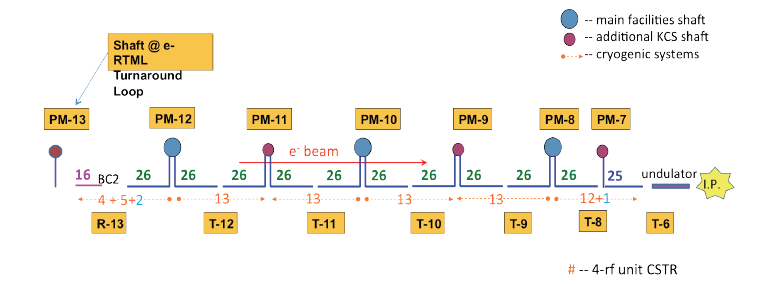 -- main facilities shaft
-- additional KCS shaft
-- cryogenic systems
Shaft @ e-
RTML
Turnaround
Loop
PM-13 PM-12 PM-11 PM-10 PM-9 PM-8 PM-7
e- beam
16 BC2 26 26 26 26 26 26 26 26 26 26 25 undulator I.P.
4 + 5+2 13 13 13 13 12+1
R-13 T-12 T-11 T-10 T-9 T-8 T-6
# -- 4-rf unit CSTR